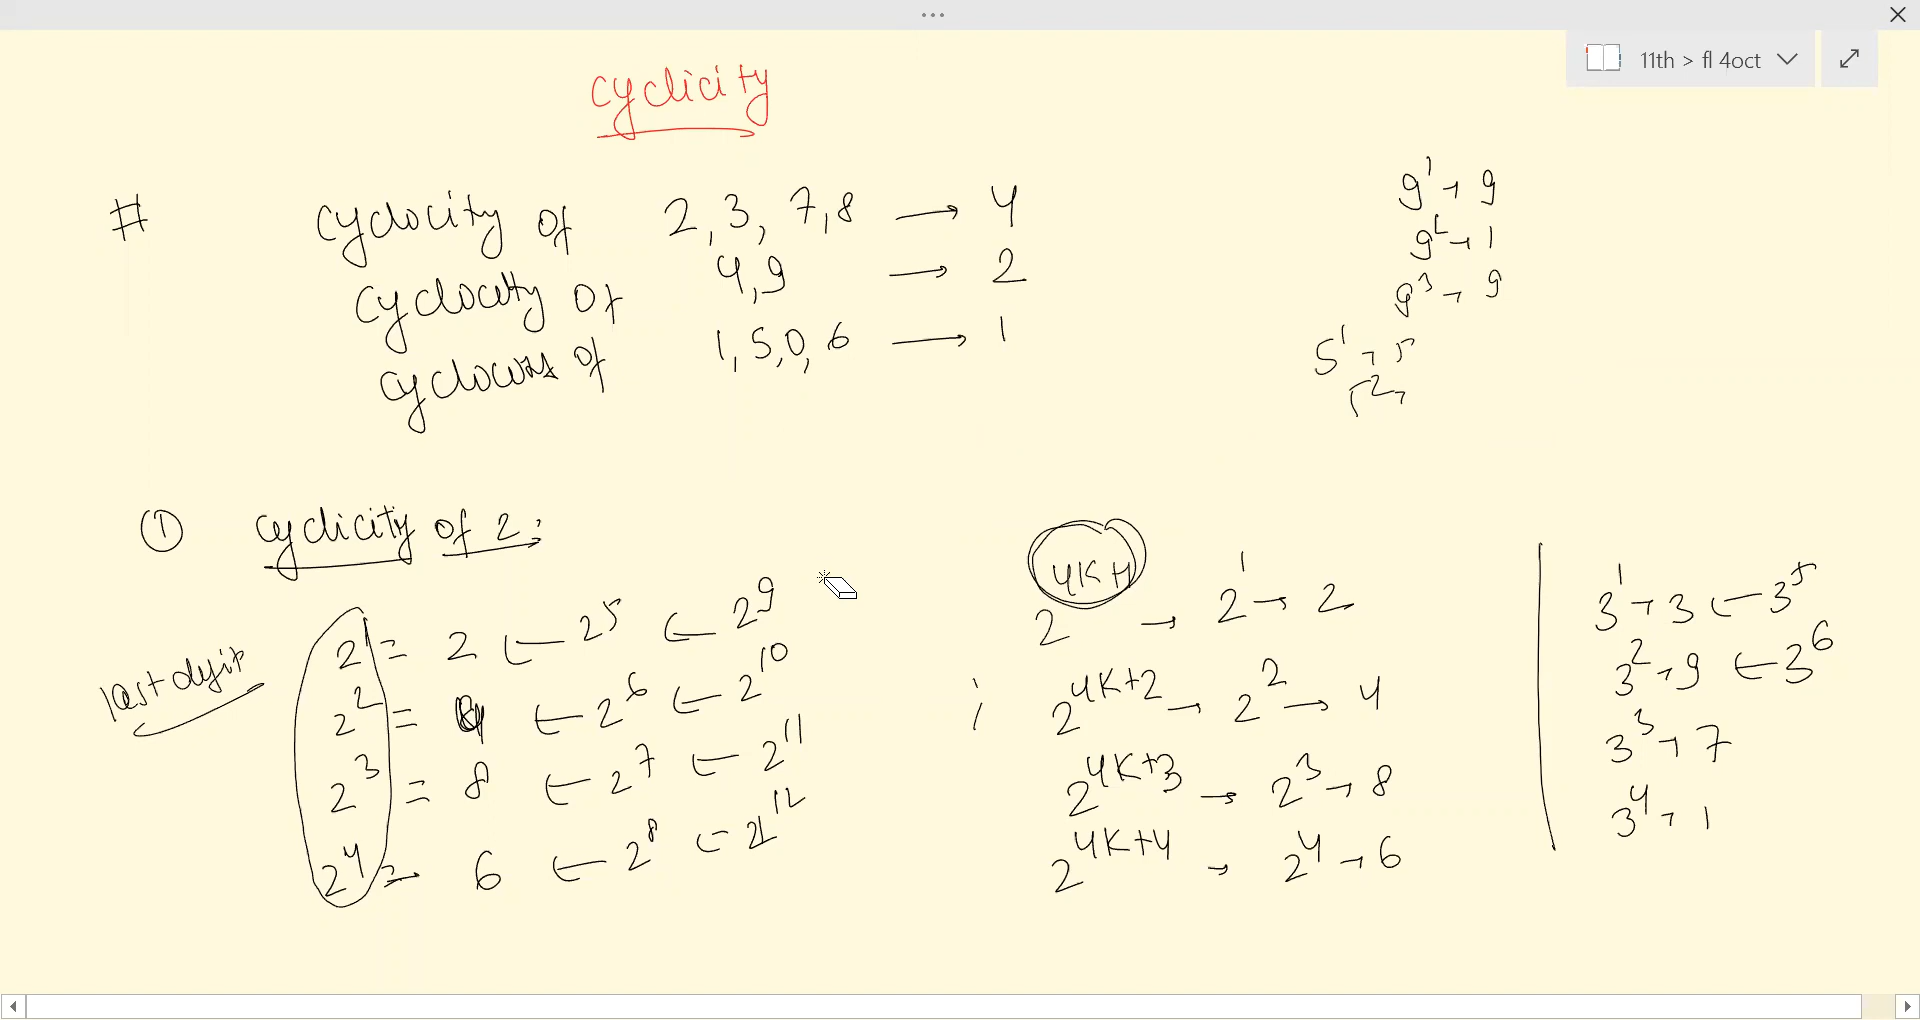 ...
11th > fl 4oct
cyclicity
# cyclocity of 2, 3, 7, 8 → 4
cyclocity of 4, 9 → 2
of 1, 5, 0, 6 → 1
9¹ → 9
9² → 1
9³ → 9
5¹ → 5
5² →
① cyclicity of 2:
last dyit
2¹ = 2 ← 2⁵ ← 2⁹
2² = 4 ← 2⁶ ← 2¹⁰
2³ = 8 ← 2⁷ ← 2¹¹
2⁴ = 6 ← 2⁸ ← 2¹²
2^(4K+1) → 2¹ → 2
; 2^(4K+2) → 2² → 4
2^(4K+3) → 2³ → 8
2^(4K+4) → 2⁴ → 6
3¹ → 3 ← 3⁵
3² → 9 ← 3⁶
3³ → 7
3⁴ → 1